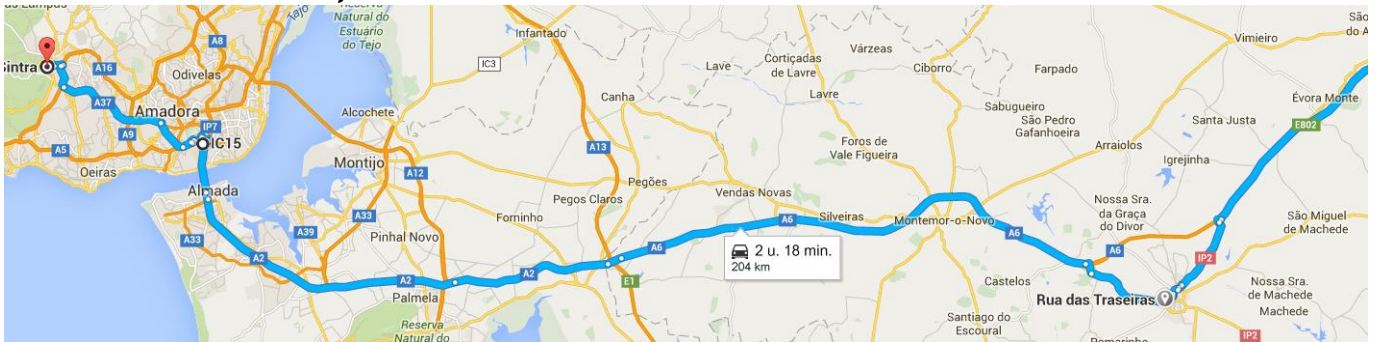 Reserva
Natural do
Estuário
do Tejo
Tejo
A8
Infantado
IC3
Lave
Cortiçadas
de Lavre
Várzeas
Ciborro
Farpado
Vimieiro
São
do A
Sintra
A16
Odivelas
A37
Amadora
IP7
IC15
A9
A5
Oeiras
Alcochete
Canha
Lavre
Sabugueiro
São Pedro
Gafanhoeira
Évora Monte
Santa Justa
E802
Montijo
A12
A13
Foros de
Vale Figueira
Arraiolos
Igrejinha
Almada
Pegões
Vendas Novas
Pegos Claros
A33
Forninho
A6
Silveiras
Montemor-o-Novo
Nossa Sra.
da Graça
do Divor
São Miguel
de Machede
A33
A39
Pinhal Novo
A2
A2
A2
A6
2 u. 18 min.
204 km
A6
A6
IP2
Palmela
E1
Castelos
Rua das Traseiras
Nossa Sra.
de Machede
Machede
Reserva
Natural do
Santiago do
Escoural
IP2